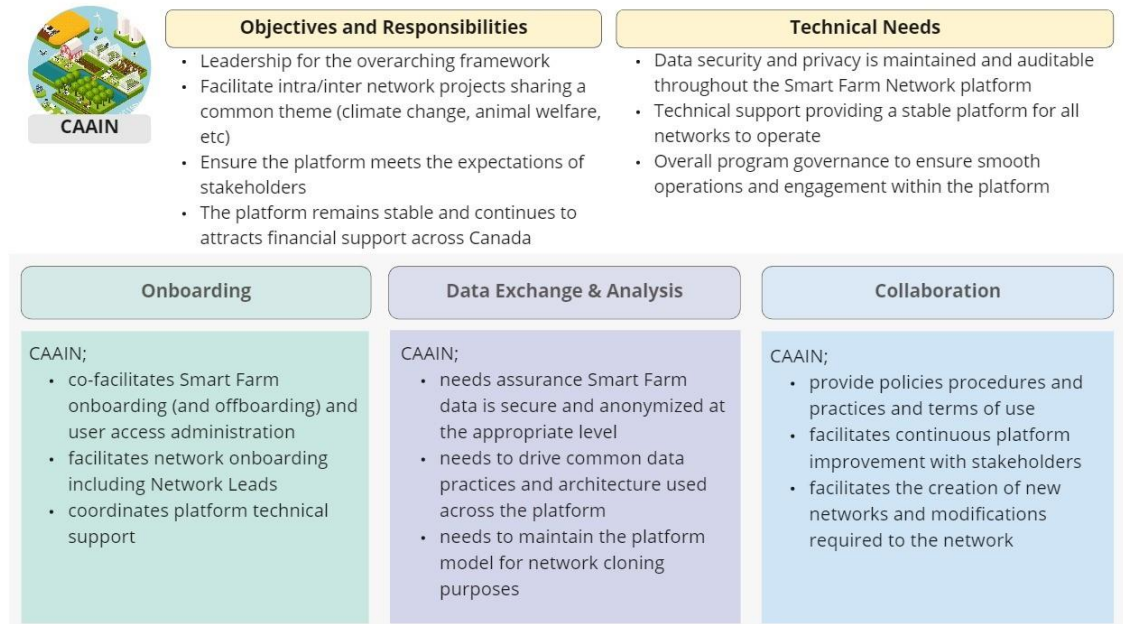 CAAIN
Objectives and Responsibilities
• Leadership for the overarching framework
• Facilitate intra/inter network projects sharing a
common theme (climate change, animal welfare,
etc)
• Ensure the platform meets the expectations of
stakeholders
• The platform remains stable and continues to
attracts financial support across Canada
Technical Needs
• Data security and privacy is maintained and auditable
throughout the Smart Farm Network platform
• Technical support providing a stable platform for all
networks to operate
• Overall program governance to ensure smooth
operations and engagement within the platform
Onboarding
CAAIN;
• co-facilitates Smart Farm
onboarding (and offboarding) and
user access administration
• facilitates network onboarding
including Network Leads
• coordinates platform technical
support
Data Exchange & Analysis
CAAIN;
• needs assurance Smart Farm
data is secure and anonymized at
the appropriate level
• needs to drive common data
practices and architecture used
across the platform
• needs to maintain the platform
model for network cloning
purposes
Collaboration
CAAIN;
• provide policies procedures and
practices and terms of use
• facilitates continuous platform
improvement with stakeholders
• facilitates the creation of new
networks and modifications
required to the network